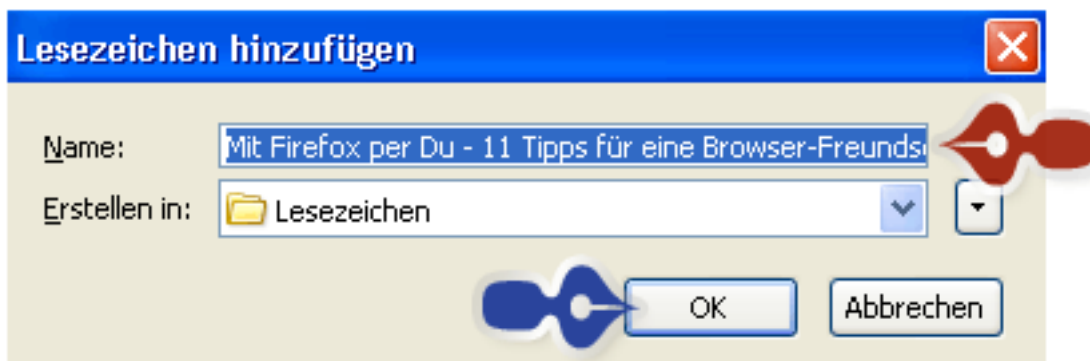 Lesezeichen hinzufügen
Name: Mit Firefox per Du - 11 Tipps für eine Browser-Freunds
Erstellen in: Lesezeichen
OK Abbrechen